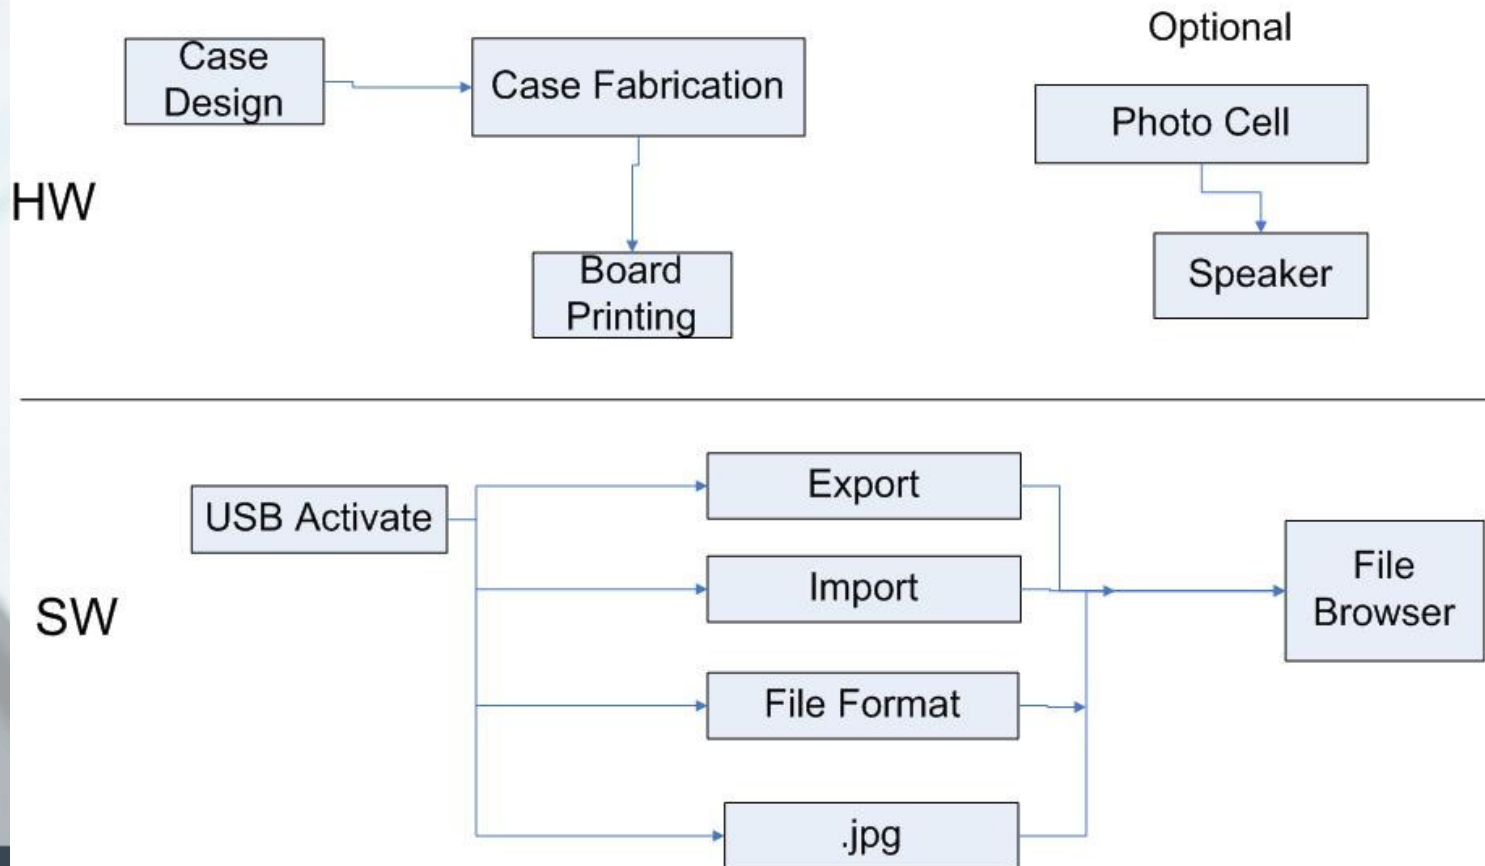 Optional
Case
Design
Case Fabrication
Photo Cell
HW
Board
Printing
Speaker
Export
USB Activate
Import
File
Browser
SW
File Format
.jpg